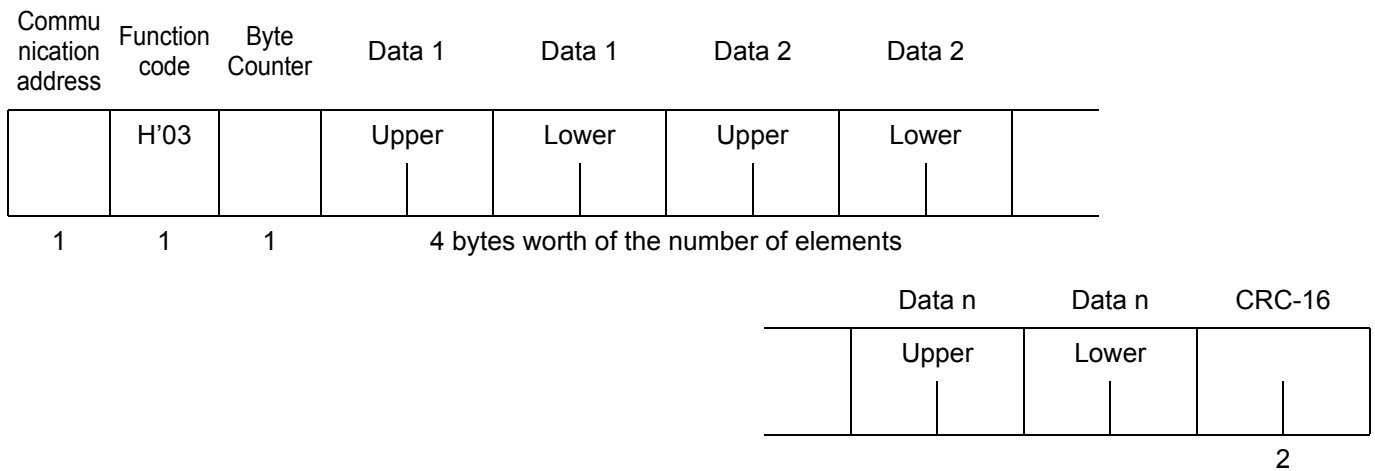 Commu
nication
address
Function
code
Byte
Counter
Data 1
Data 1
Data 2
Data 2
H'03
Upper
Lower
Upper
Lower
1
1
1
4 bytes worth of the number of elements
Data n
Data n
CRC-16
Upper
Lower
2